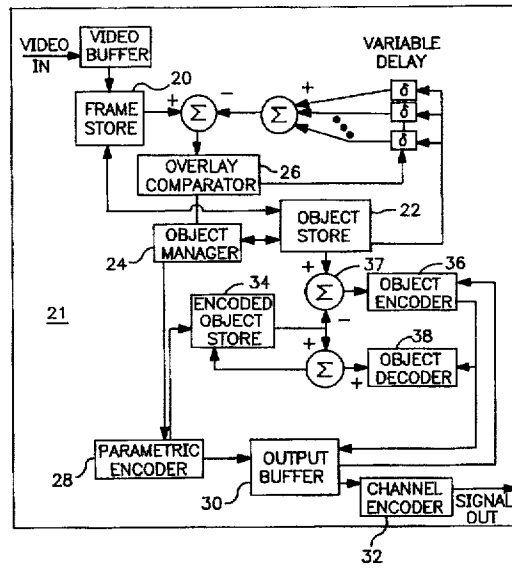 VIDEO IN
VIDEO BUFFER
VARIABLE DELAY
20
FRAME STORE
+
Σ
−
Σ
+
δ
δ
δ
OVERLAY COMPARATOR
26
22
OBJECT MANAGER
24
OBJECT STORE
34
+
37
36
ENCODED OBJECT STORE
Σ
OBJECT ENCODER
21
−
+
38
Σ
+
OBJECT DECODER
PARAMETRIC ENCODER
28
OUTPUT BUFFER
30
CHANNEL ENCODER
32
SIGNAL OUT